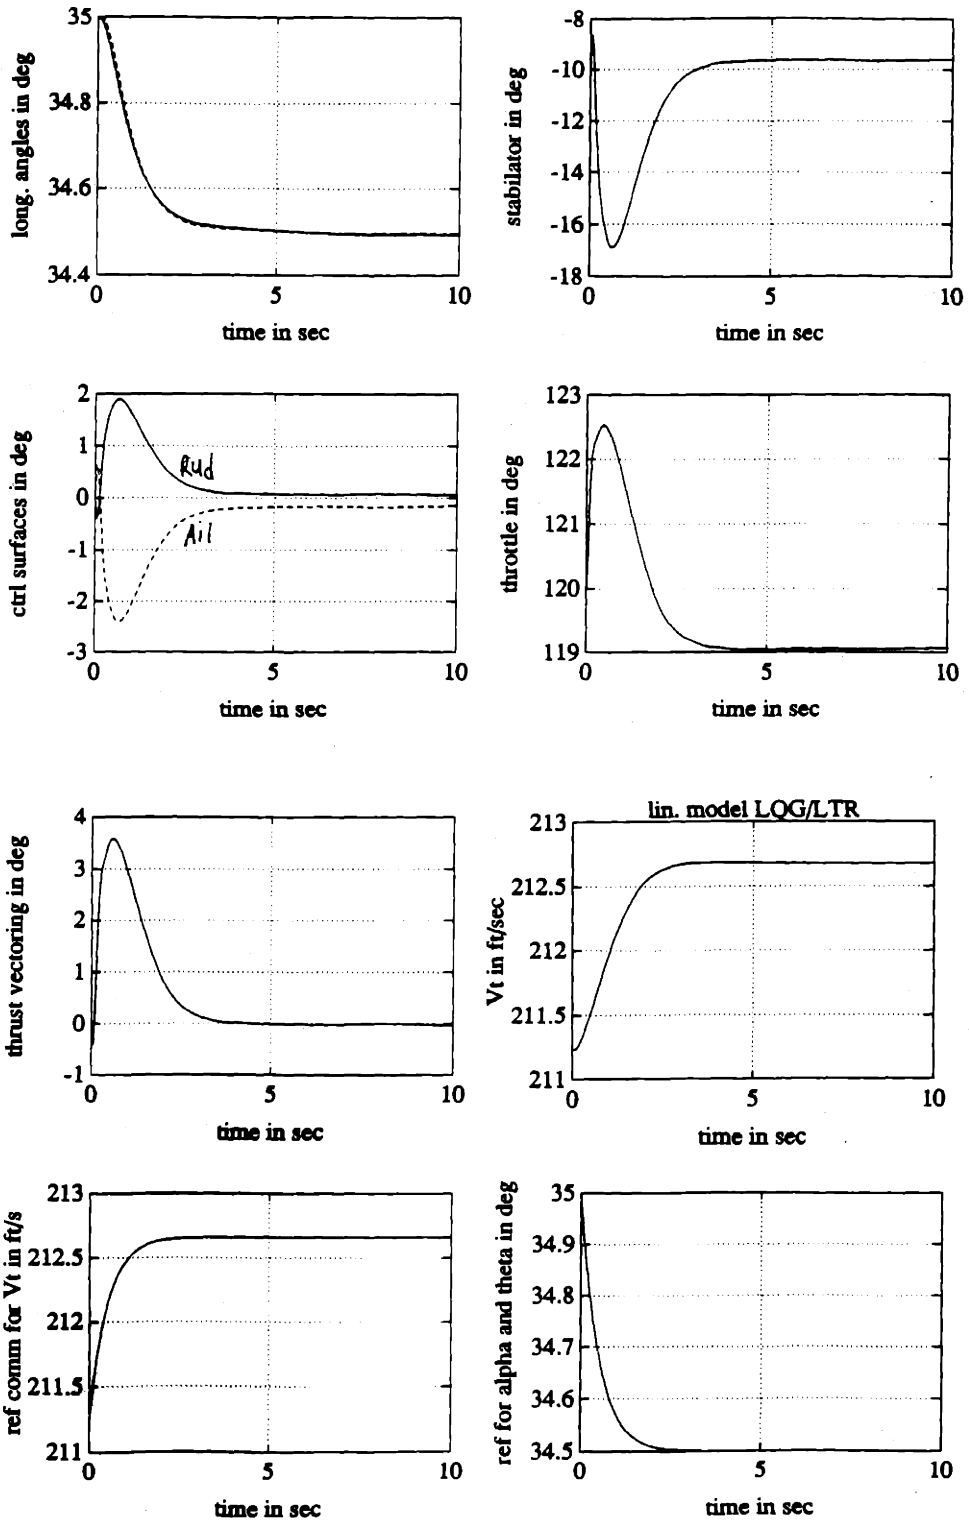 35
34.8
34.6
34.4
long. angles in deg
0 5 10
time in sec
-8
-10
-12
-14
-16
-18
stabilator in deg
0 5 10
time in sec
2
1
0
-1
-2
-3
ctrl surfaces in deg
Rud
Ail
0 5 10
time in sec
123
122
121
120
119
throttle in deg
0 5 10
time in sec
4
3
2
1
0
-1
thrust vectoring in deg
0 5 10
time in sec
lin. model LQG/LTR
213
212.5
212
211.5
211
Vt in ft/sec
0 5 10
time in sec
213
212.5
212
211.5
211
ref comm for Vt in ft/s
0 5 10
time in sec
35
34.9
34.8
34.7
34.6
34.5
ref for alpha and theta in deg
0 5 10
time in sec